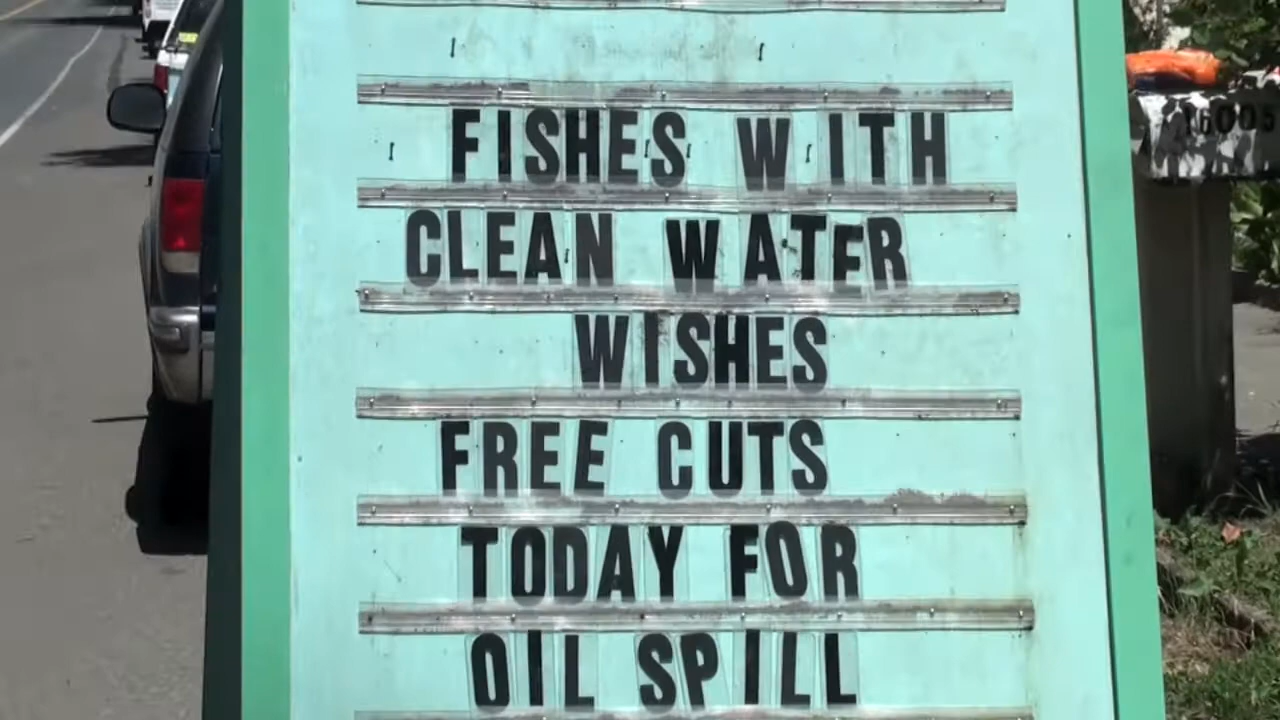 FISHES WITH
CLEAN WATER
WISHES
FREE CUTS
TODAY FOR
OIL SPILL